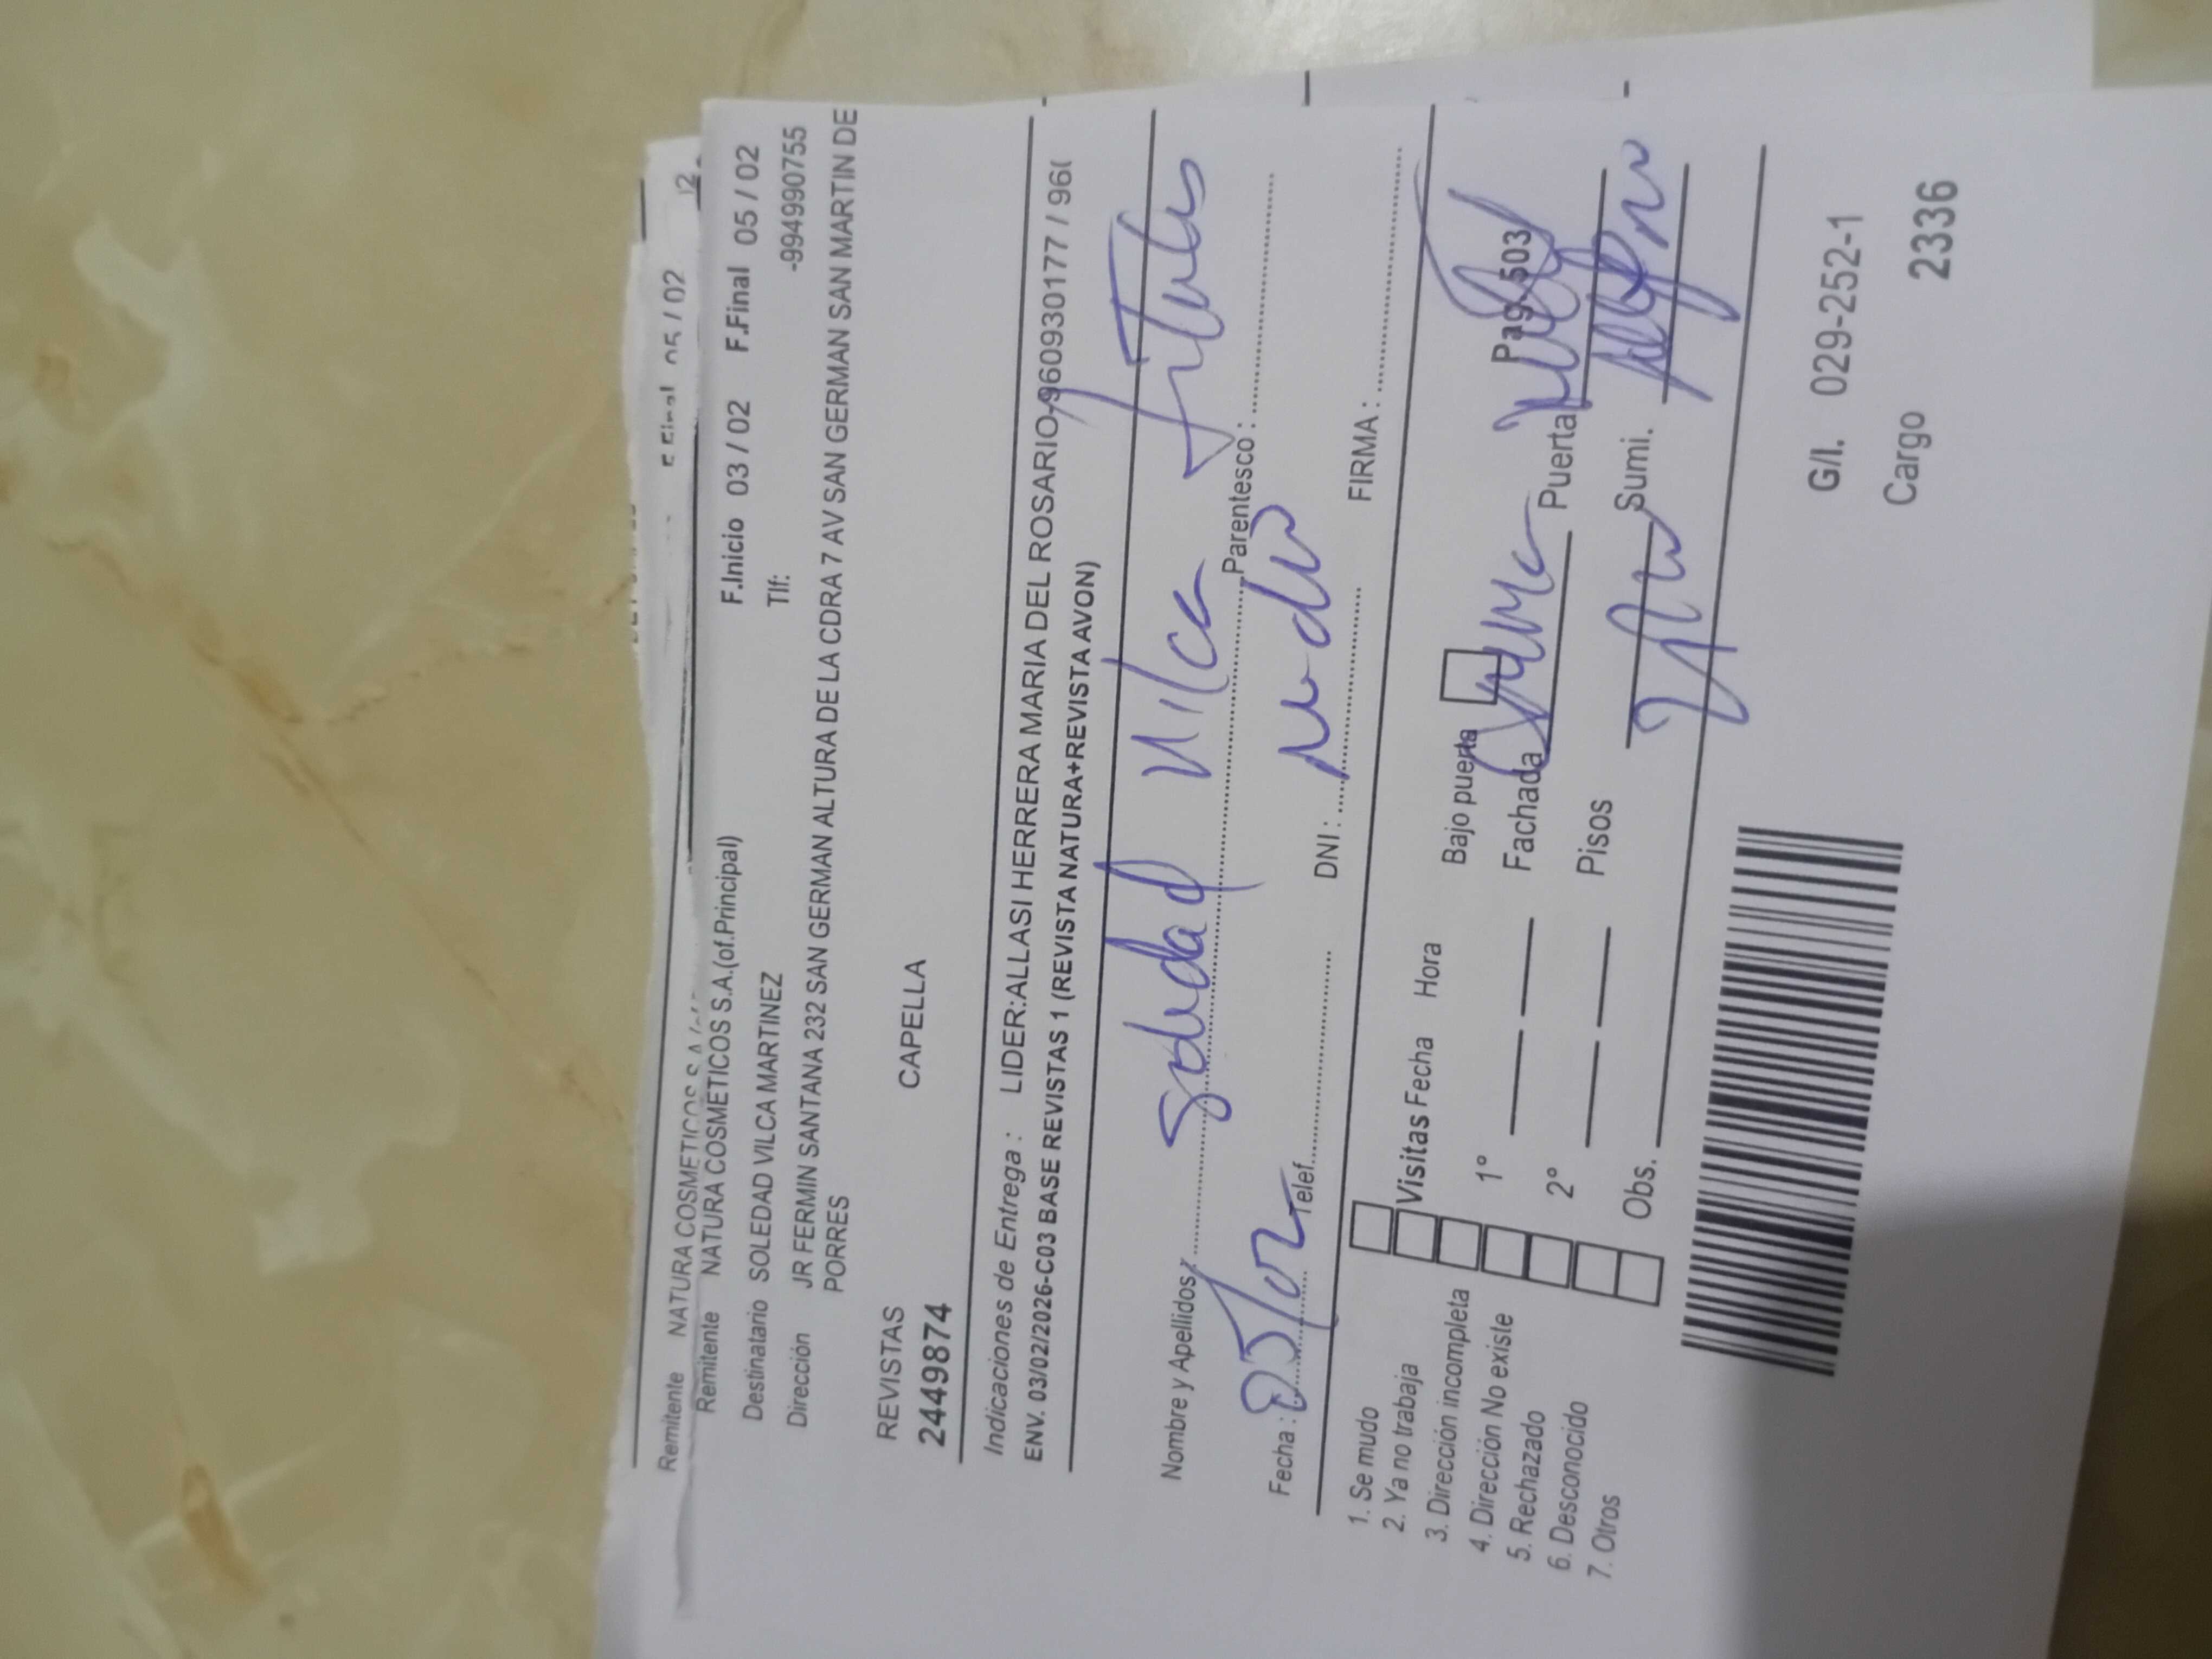 Remitente NATURA COSMETICOS S.A.
Remitente NATURA COSMETICOS S.A.(of.Principal) F.Inicio 03 / 02 F.Final 05 / 02
Destinatario SOLEDAD VILCA MARTINEZ Tlf: -994990755
Dirección JR FERMIN SANTANA 232 SAN GERMAN ALTURA DE LA CDRA 7 AV SAN GERMAN SAN MARTIN DE
PORRES
REVISTAS CAPELLA
2449874
Indicaciones de Entrega : LIDER:ALLASI HERRERA MARIA DEL ROSARIO-960930177 / 960
ENV. 03/02/2026-C03 BASE REVISTAS 1 (REVISTA NATURA+REVISTA AVON)
Nombre y Apellidos : Soledad Vilca Titular
Parentesco :
Fecha : 05/02 Telef. DNI : FIRMA :
1. Se mudo
2. Ya no trabaja Visitas Fecha Hora Bajo puerta Pag. 503
3. Dirección incompleta 1° Fachada Puerta
4. Dirección No existe
5. Rechazado 2° Pisos Sumi.
6. Desconocido
7. Otros Obs.
G/I. 029-252-1
Cargo 2336